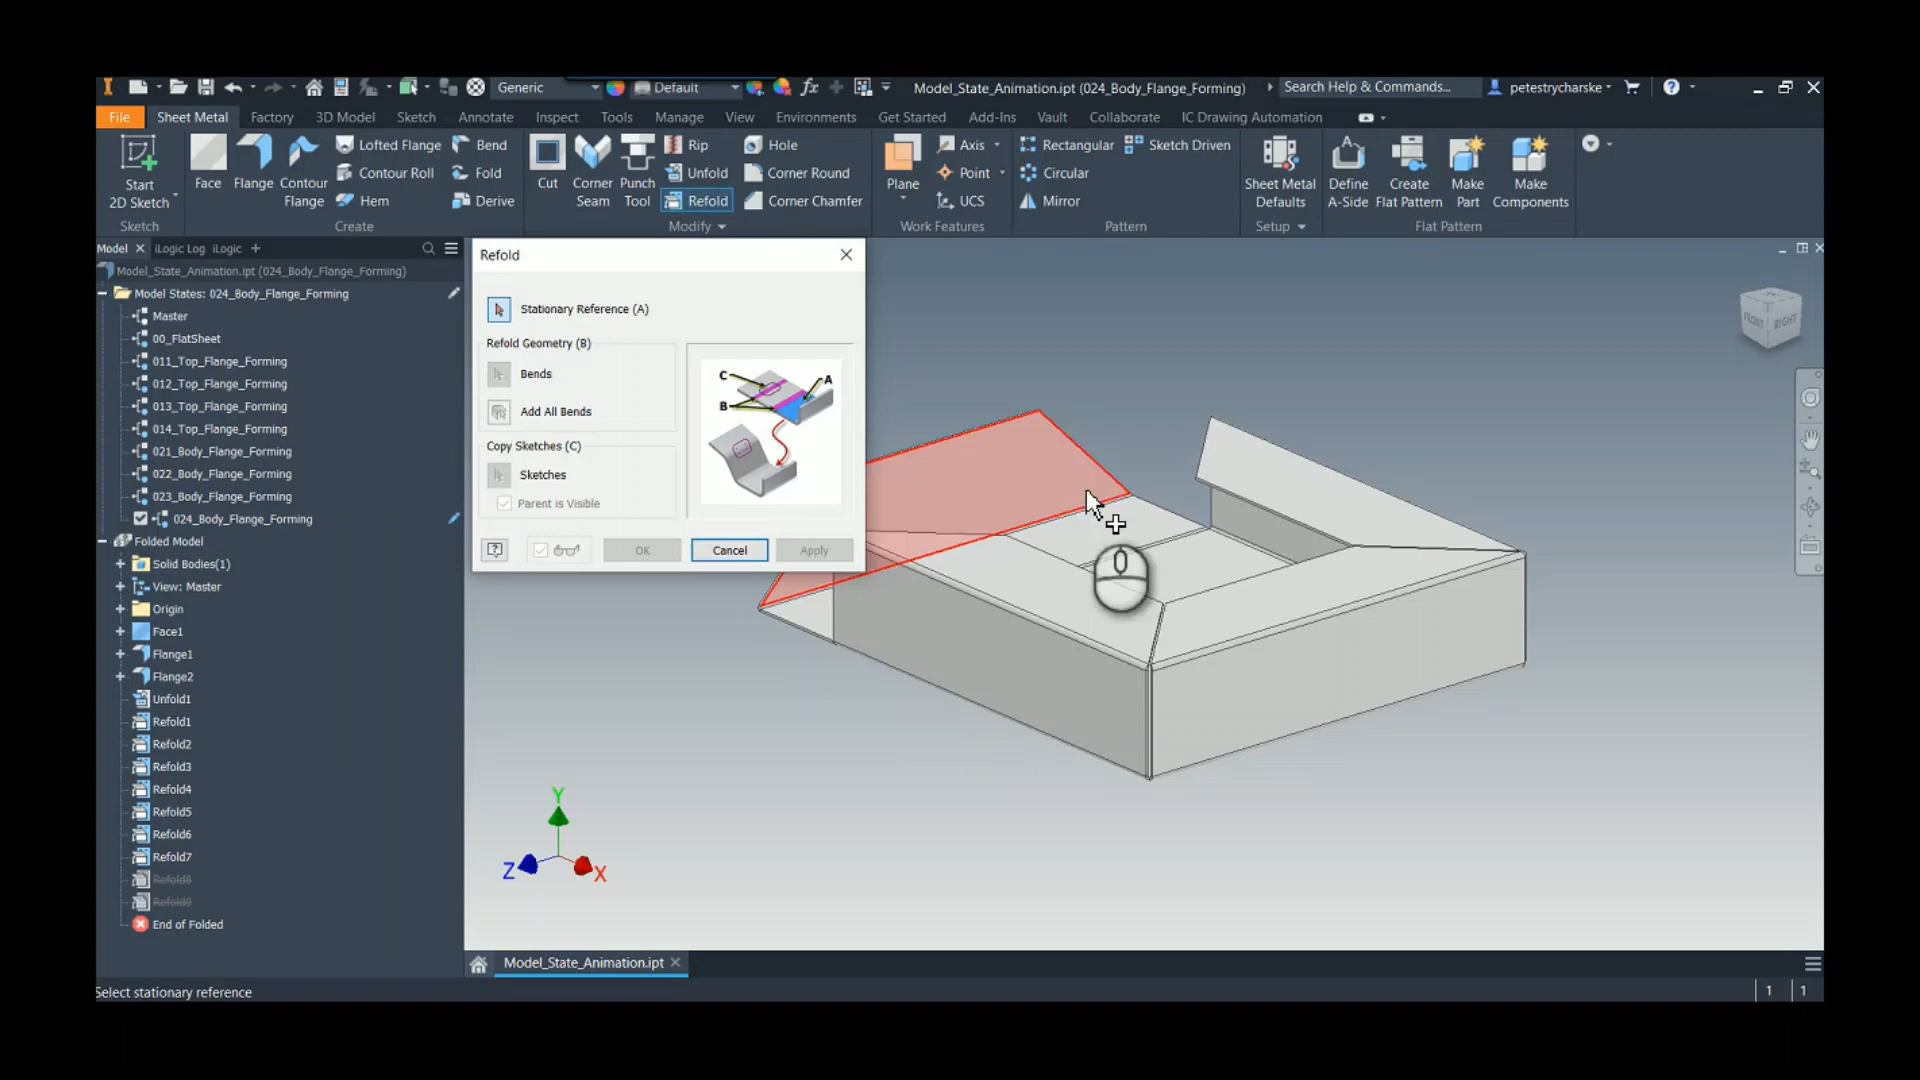 Generic
Default
fx
Model_State_Animation.ipt (024_Body_Flange_Forming)
Search Help & Commands...
petestrycharske
File
Sheet Metal
Factory
3D Model
Sketch
Annotate
Inspect
Tools
Manage
View
Environments
Get Started
Add-Ins
Vault
Collaborate
IC Drawing Automation
Start
2D Sketch
Face
Flange
Contour
Flange
Lofted Flange
Contour Roll
Hem
Bend
Fold
Derive
Cut
Corner
Seam
Punch
Tool
Rip
Unfold
Refold
Hole
Corner Round
Corner Chamfer
Plane
Axis
Point
UCS
Rectangular
Circular
Mirror
Sketch Driven
Sheet Metal
Defaults
Define
A-Side
Create
Flat Pattern
Make
Part
Make
Components
Sketch
Create
Modify
Work Features
Pattern
Setup
Flat Pattern
Model
iLogic Log
iLogic
Model_State_Animation.ipt (024_Body_Flange_Forming)
Model States: 024_Body_Flange_Forming
Master
00_FlatSheet
011_Top_Flange_Forming
012_Top_Flange_Forming
013_Top_Flange_Forming
014_Top_Flange_Forming
021_Body_Flange_Forming
022_Body_Flange_Forming
023_Body_Flange_Forming
024_Body_Flange_Forming
Folded Model
Solid Bodies(1)
View: Master
Origin
Face1
Flange1
Flange2
Unfold1
Refold1
Refold2
Refold3
Refold4
Refold5
Refold6
Refold7
Refold8
Refold9
End of Folded
Refold
Stationary Reference (A)
Refold Geometry (B)
Bends
Add All Bends
Copy Sketches (C)
Sketches
Parent is Visible
C
A
B
OK
Cancel
Apply
FRONT
RIGHT
Y
Z
X
Model_State_Animation.ipt
Select stationary reference
1
1